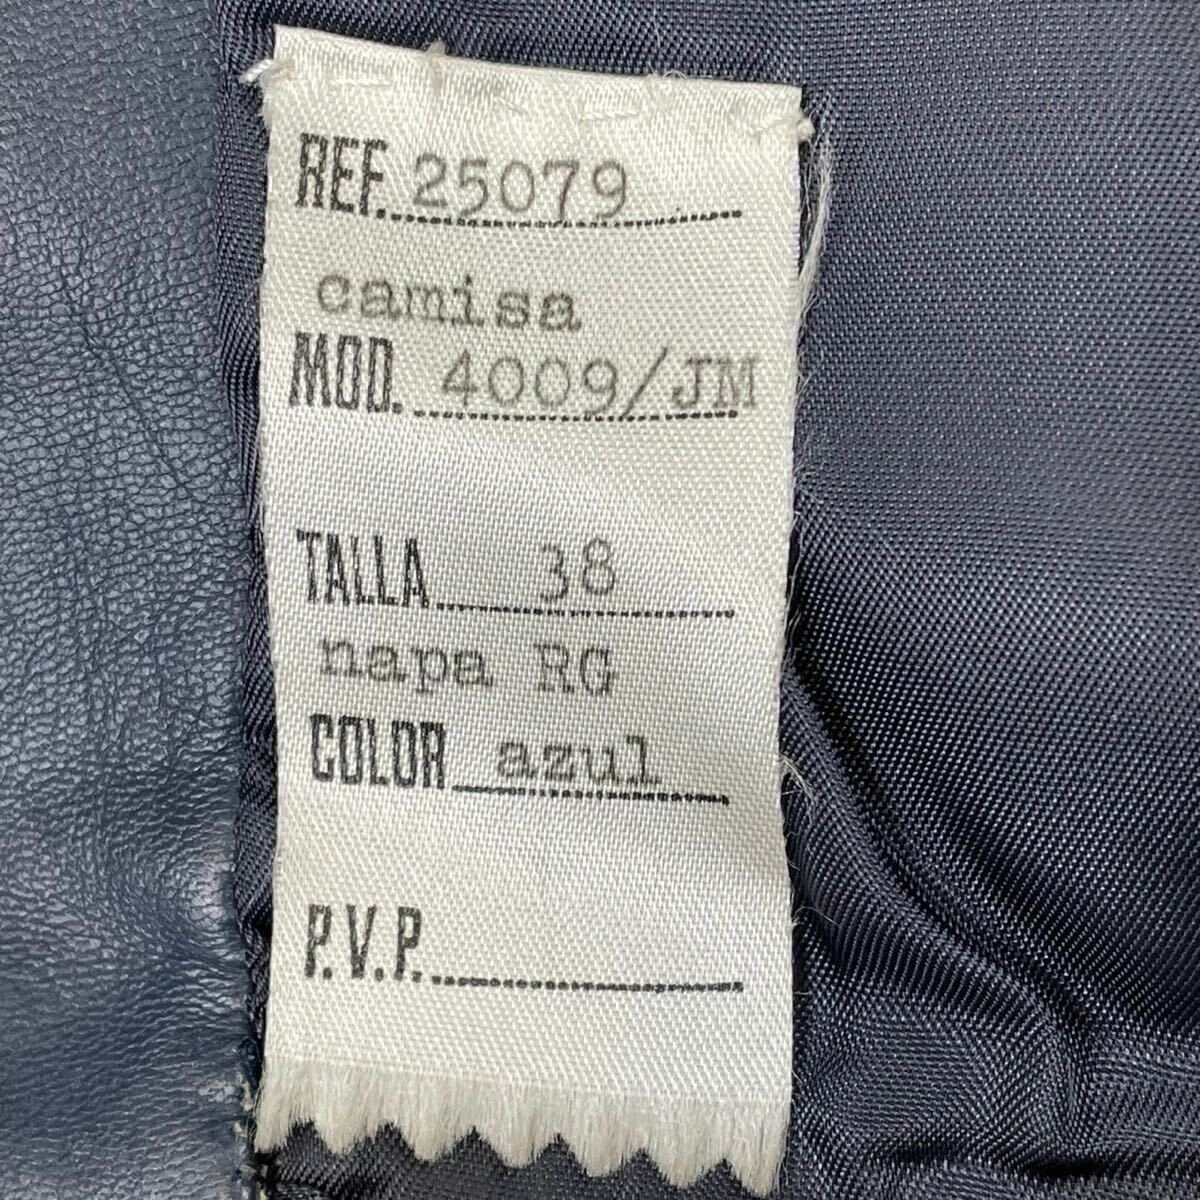 REF. 25079
camisa
MOD. 4009/JM
TALLA 38
napa RG
COLOR azul
P.V.P.